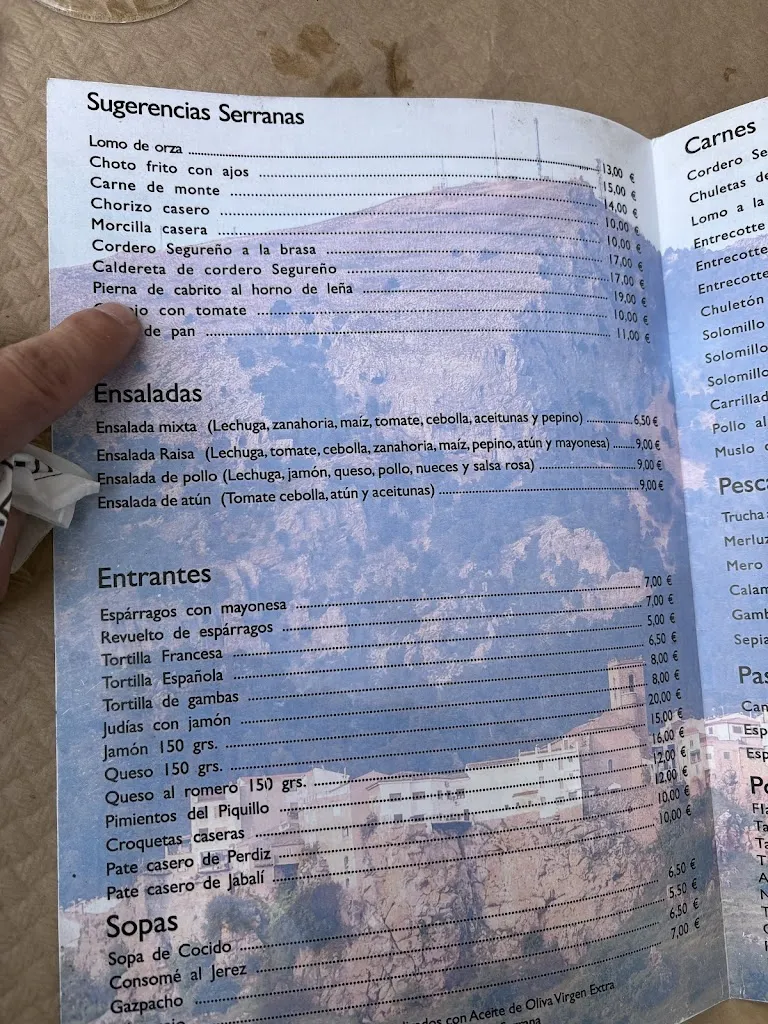 Sugerencias Serranas
Lomo de orza 13,00 €
Choto frito con ajos 15,00 €
Carne de monte 14,00 €
Chorizo casero 10,00 €
Morcilla casera 10,00 €
Cordero Segureño a la brasa 17,00 €
Caldereta de cordero Segureño 17,00 €
Pierna de cabrito al horno de leña 19,00 €
con tomate 10,00 €
de pan 11,00 €
Ensaladas
Ensalada mixta (Lechuga, zanahoria, maíz, tomate, cebolla, aceitunas y pepino) 6,50 €
Ensalada Raisa (Lechuga, tomate, cebolla, zanahoria, maíz, pepino, atún y mayonesa) 9,00 €
Ensalada de pollo (Lechuga, jamón, queso, pollo, nueces y salsa rosa) 9,00 €
Ensalada de atún (Tomate cebolla, atún y aceitunas) 9,00 €
Entrantes
Espárragos con mayonesa 7,00 €
Revuelto de espárragos 7,00 €
Tortilla Francesa 5,00 €
Tortilla Española 6,50 €
Tortilla de gambas 8,00 €
Judías con jamón 8,00 €
Jamón 150 grs. 20,00 €
Queso 150 grs. 15,00 €
Queso al romero 150 grs. 16,00 €
Pimientos del Piquillo 12,00 €
Croquetas caseras 12,00 €
Pate casero de Perdiz 10,00 €
Pate casero de Jabalí 10,00 €
Sopas
Sopa de Cocido 6,50 €
Consomé al Jerez 5,50 €
Gazpacho 6,50 €
7,00 €
con Aceite de Oliva Virgen Extra
Carnes
Cordero
Chuletas
Lomo a la
Entrecotte
Entrecotte
Entrecotte
Chuletón
Solomillo
Solomillo
Solomillo
Pollo al
Muslo
Trucha
Mero